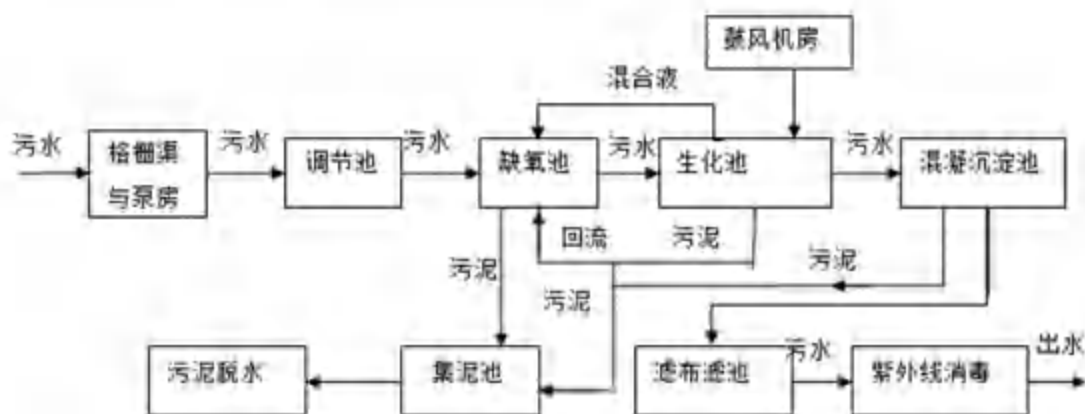 鼓风机房
混合液
污水
格栅渠
与泵房
污水
调节池
污水
缺氧池
污水
生化池
污水
混凝沉淀池
污泥
回流
污泥
污泥
污泥
污泥脱水
集泥池
滤布滤池
污水
紫外线消毒
出水